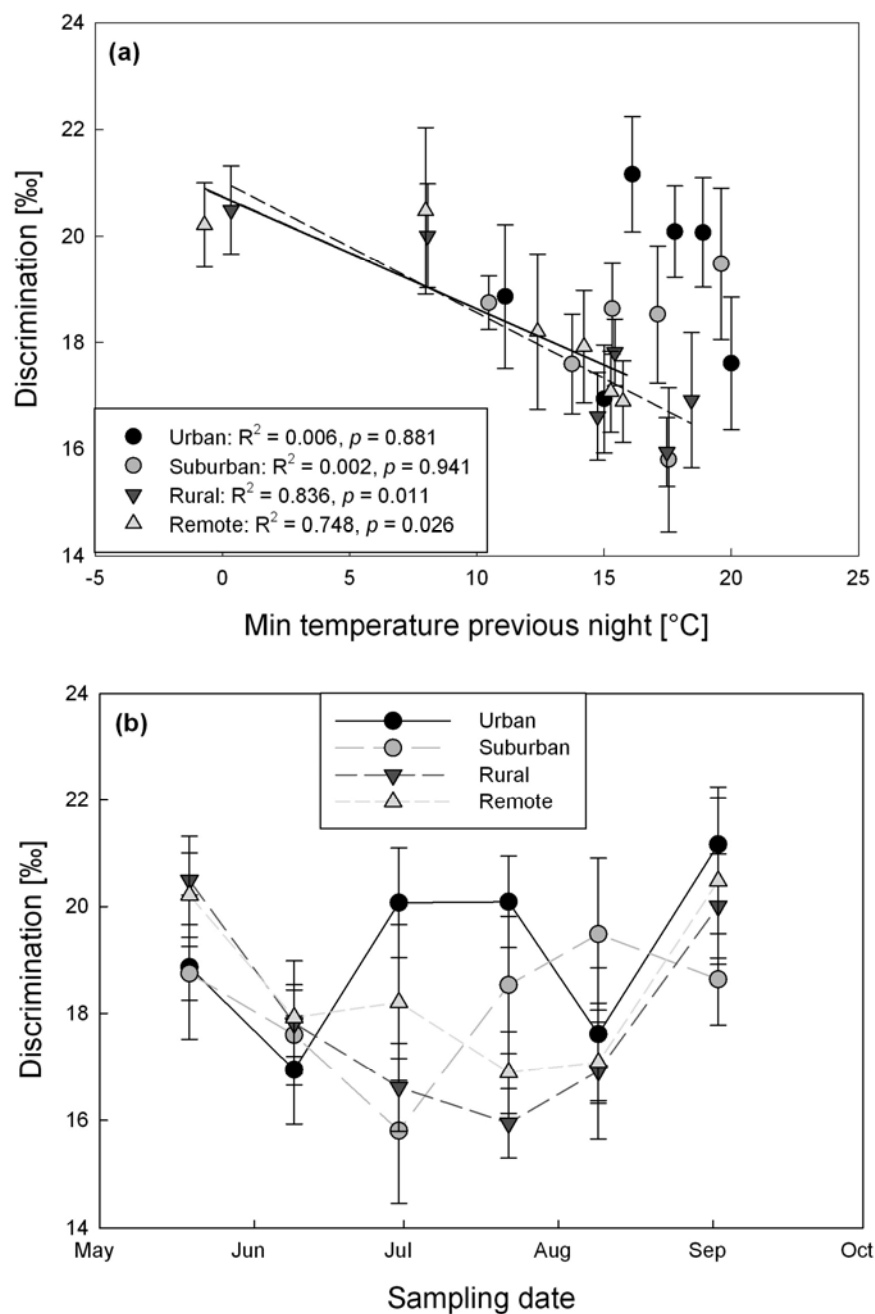 (a)
Discrimination [‰]
24
22
20
18
16
14
Urban: R² = 0.006, p = 0.881
Suburban: R² = 0.002, p = 0.941
Rural: R² = 0.836, p = 0.011
Remote: R² = 0.748, p = 0.026
-5 0 5 10 15 20 25
Min temperature previous night [°C]
(b)
Discrimination [‰]
24
22
20
18
16
14
Urban
Suburban
Rural
Remote
May Jun Jul Aug Sep Oct
Sampling date